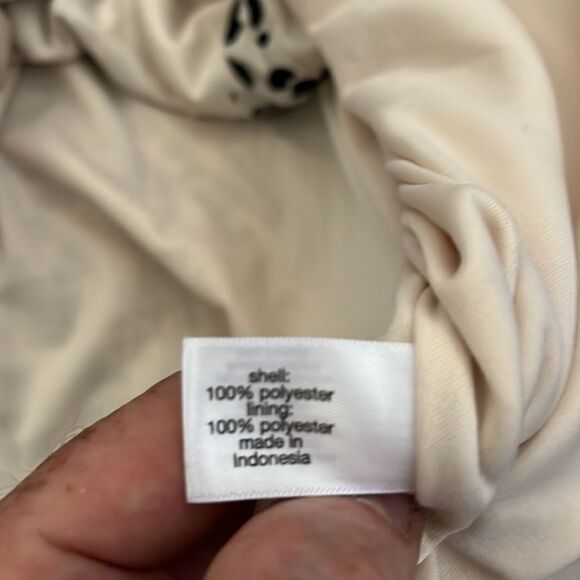 shell:
100% polyester
lining:
100% polyester
made in
Indonesia